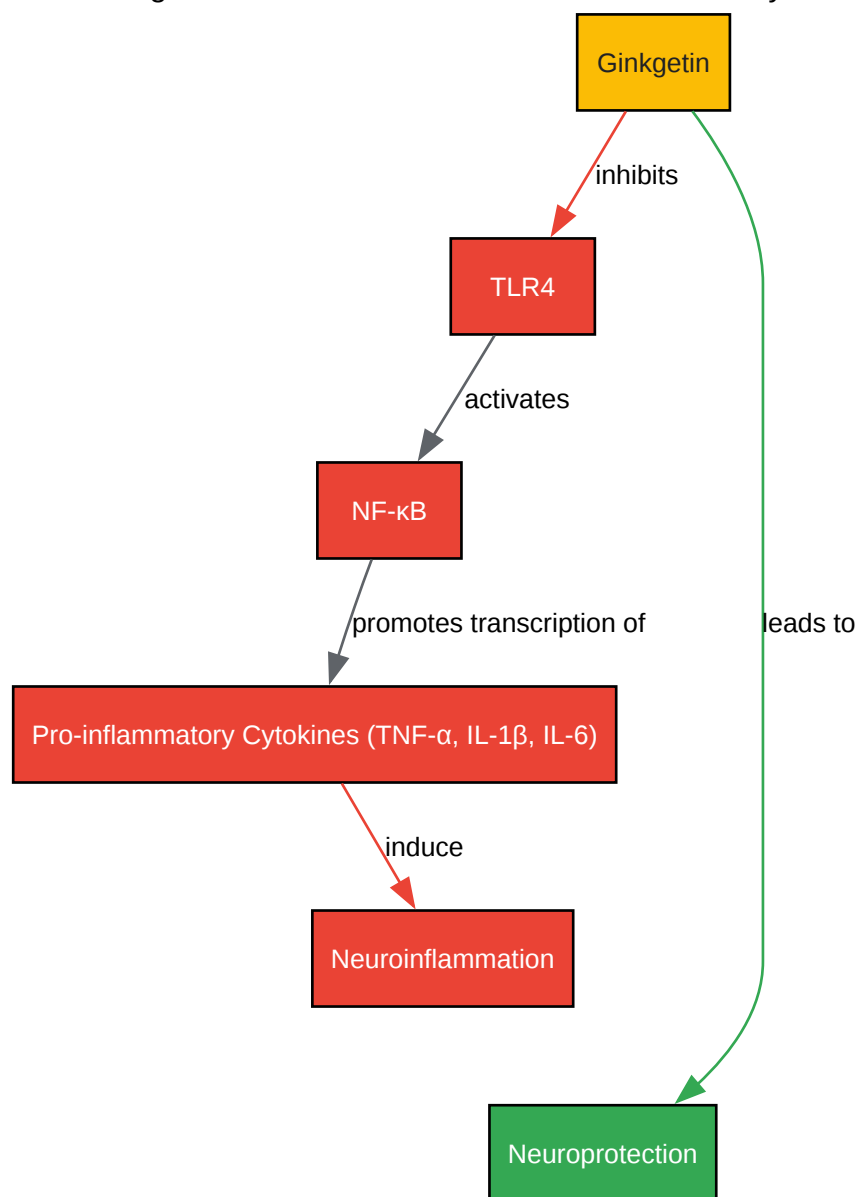 Ginkgetin
inhibits
TLR4
activates
NF-κB
promotes transcription of
leads to
Pro-inflammatory Cytokines (TNF-α, IL-1β, IL-6)
induce
Neuroinflammation
Neuroprotection